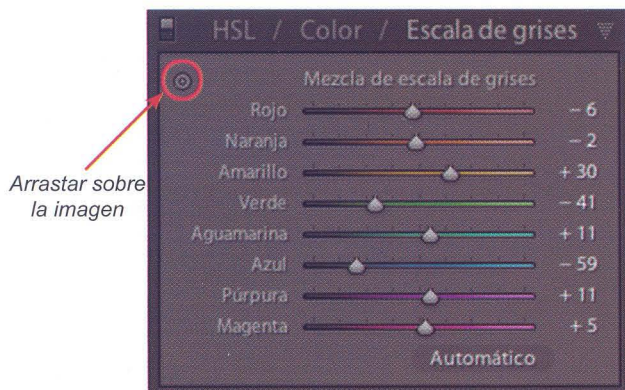 HSL / Color / Escala de grises
Mezcla de escala de grises
Rojo − 6
Naranja − 2
Amarillo + 30
Verde − 41
Aguamarina + 11
Azul − 59
Púrpura + 11
Magenta + 5
Automático
Arrastar sobre
la imagen